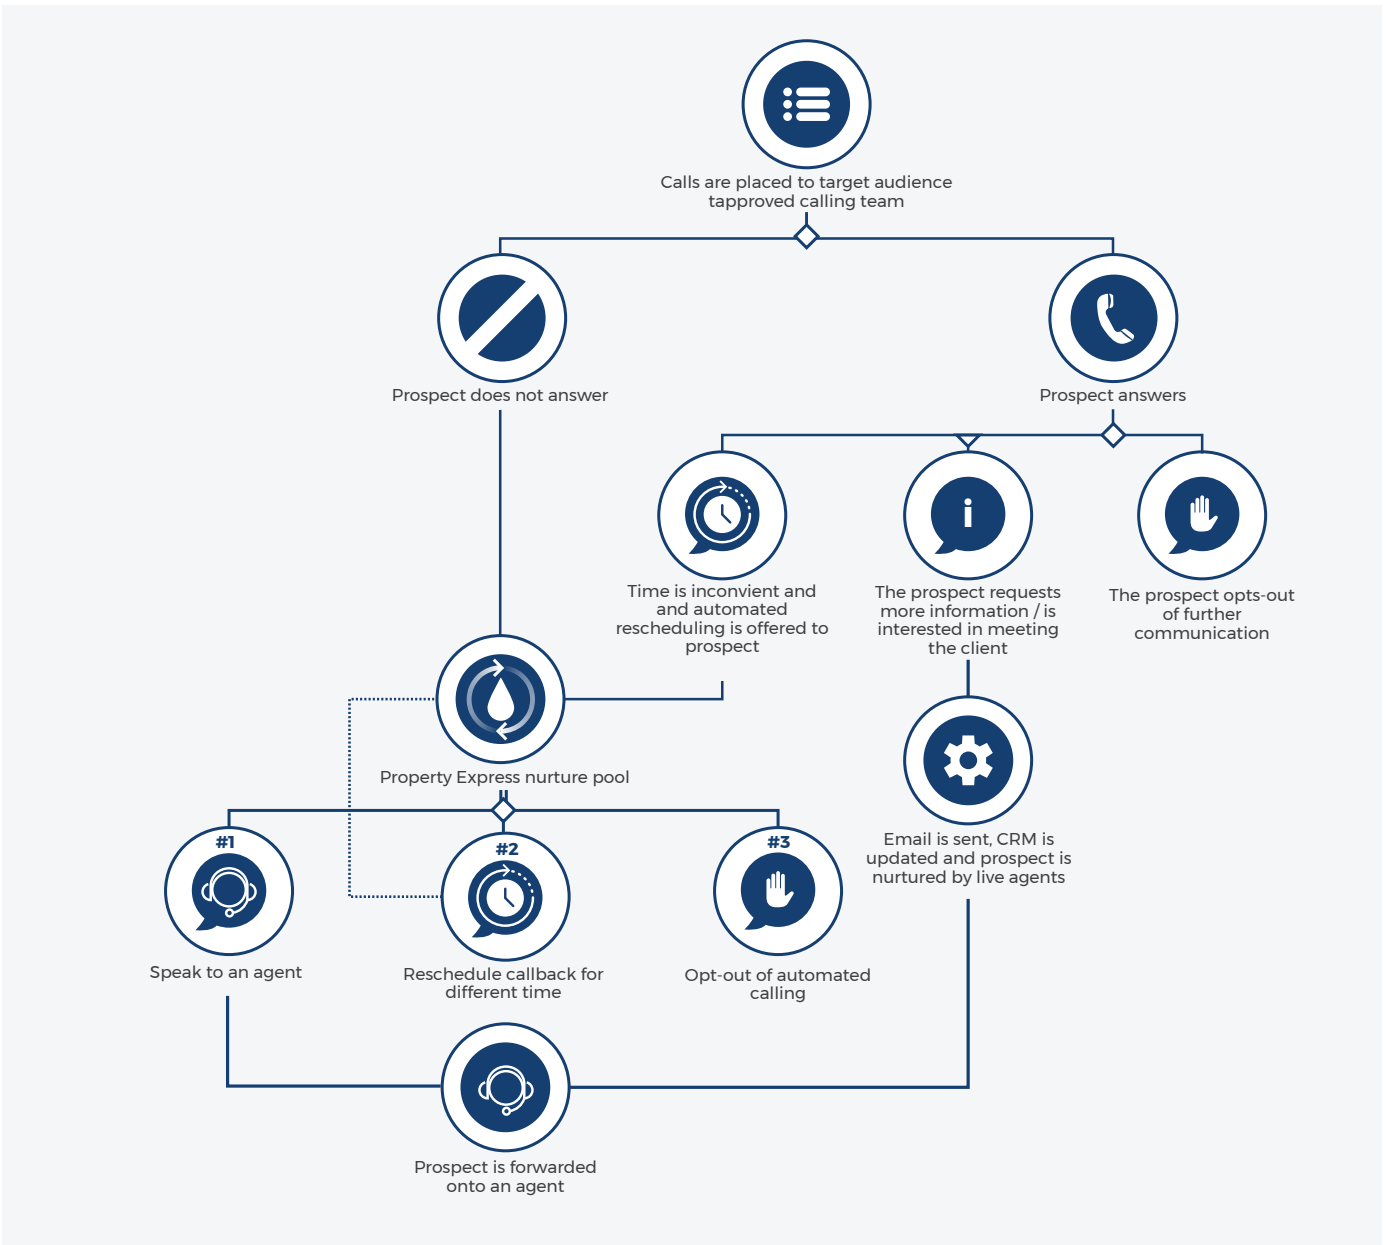 Calls are placed to target audience
tapproved calling team
Prospect does not answer
Prospect answers
Time is inconvient and
and automated
rescheduling is offered to
prospect
i
The prospect requests
more information / is
interested in meeting
the client
The prospect opts-out
of further
communication
Property Express nurture pool
Email is sent, CRM is
updated and prospect is
nurtured by live agents
#1
Speak to an agent
#2
Reschedule callback for
different time
#3
Opt-out of automated
calling
Prospect is forwarded
onto an agent